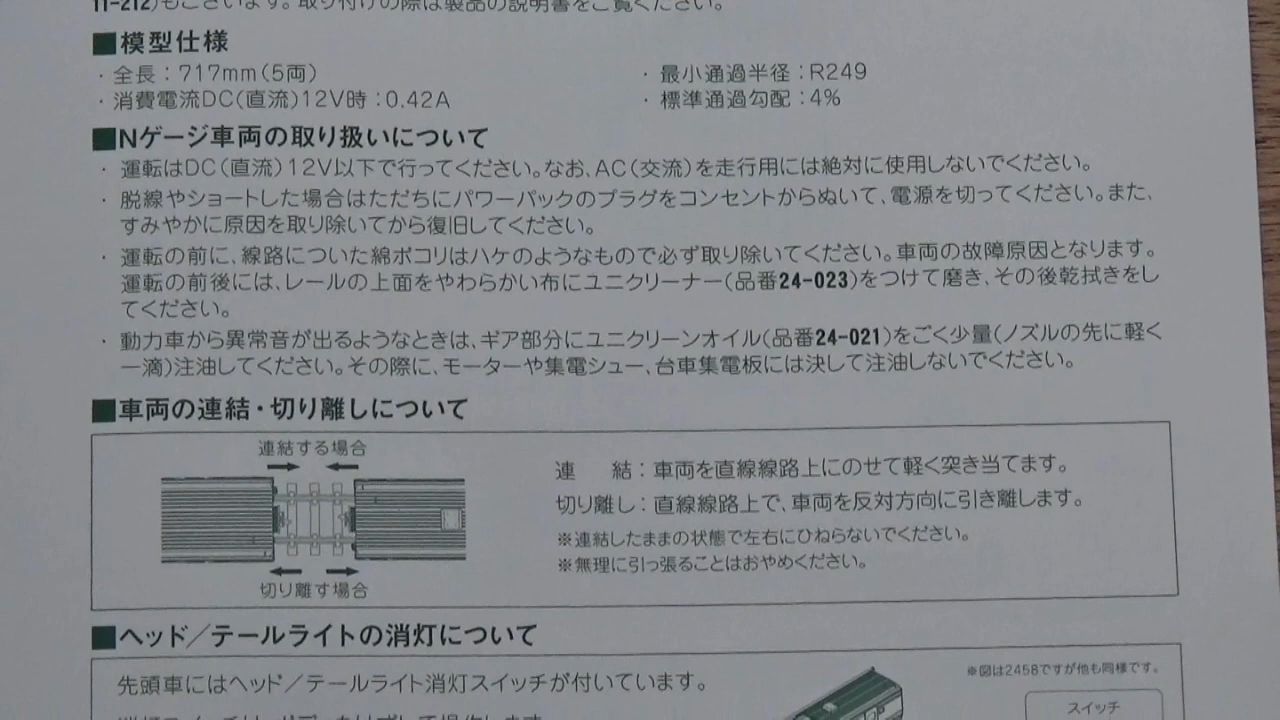 11-212)もございます。取り付けの際は製品の説明書をご覧ください。
■模型仕様
・全長：717mm(5両)
・最小通過半径：R249
・消費電流DC(直流)12V時：0.42A
・標準通過勾配：4%
■Nゲージ車両の取り扱いについて
・運転はDC(直流)12V以下で行ってください。なお、AC(交流)を走行用には絶対に使用しないでください。
・脱線やショートした場合はただちにパワーパックのプラグをコンセントからぬいて、電源を切ってください。また、
すみやかに原因を取り除いてから復旧してください。
・運転の前に、線路についた綿ボコリはハケのようなもので必ず取り除いてください。車両の故障原因となります。
運転の前後には、レールの上面をやわらかい布にユニクリーナー(品番24-023)をつけて磨き、その後乾拭きをし
てください。
・動力車から異常音が出るようなときは、ギア部分にユニクリーンオイル(品番24-021)をごく少量(ノズルの先に軽く
一滴)注油してください。その際に、モーターや集電シュー、台車集電板には決して注油しないでください。
■車両の連結・切り離しについて
連結する場合
切り離す場合
連　結：車両を直線線路上にのせて軽く突き当てます。
切り離し：直線線路上で、車両を反対方向に引き離します。
※連結したままの状態で左右にひねらないでください。
※無理に引っ張ることはおやめください。
■ヘッド／テールライトの消灯について
先頭車にはヘッド／テールライト消灯スイッチが付いています。
※図は2458ですが他も同様です。
スイッチ